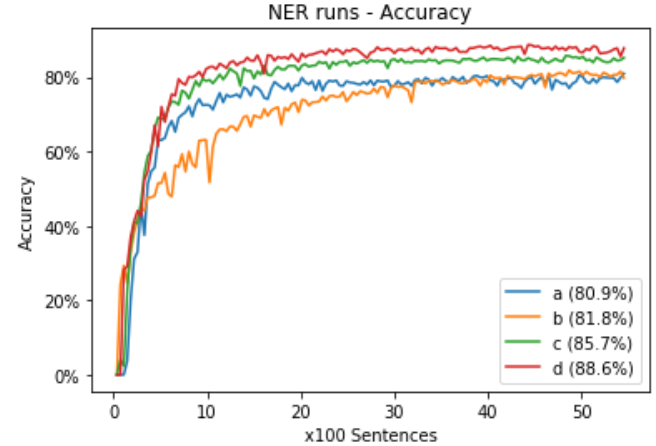 NER runs - Accuracy
80%
60%
40%
20%
0%
Accuracy
a (80.9%)
b (81.8%)
c (85.7%)
d (88.6%)
0 10 20 30 40 50
x100 Sentences